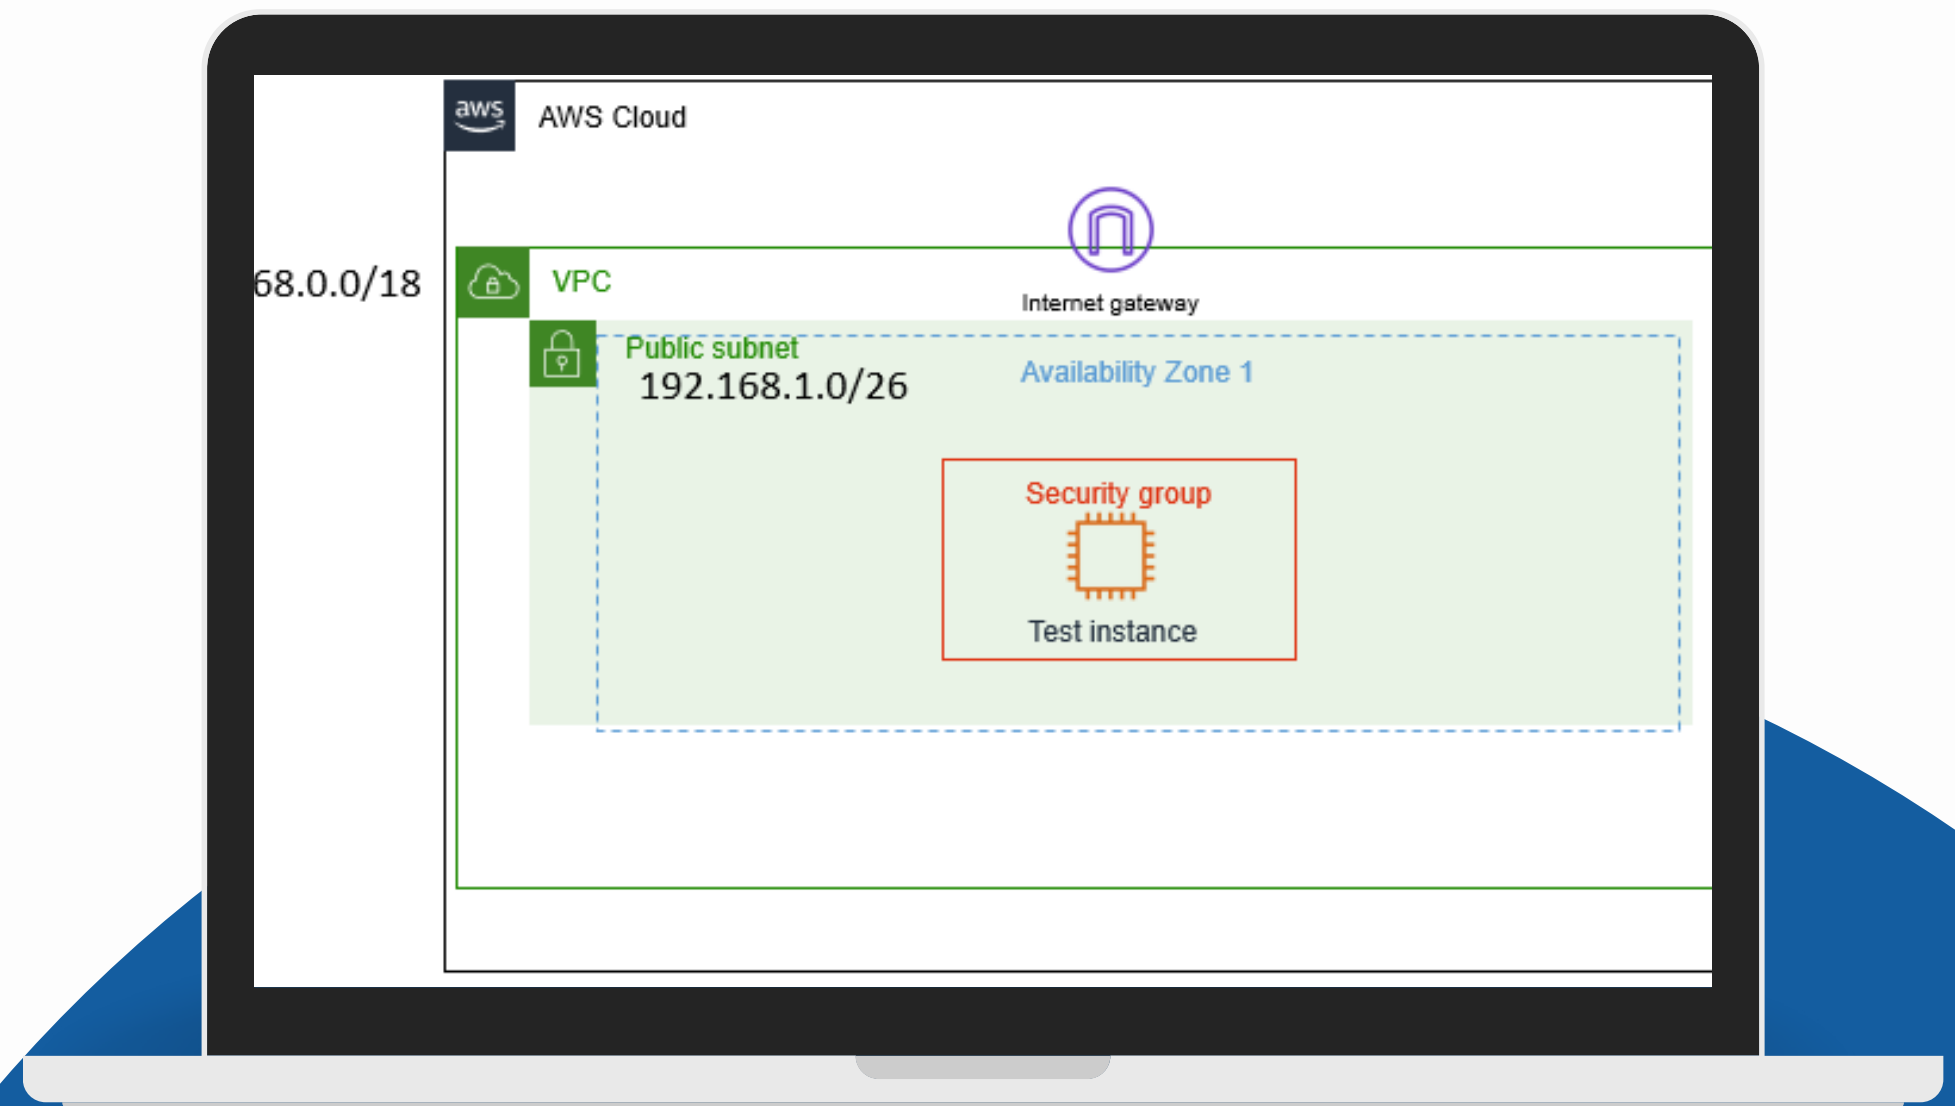 aws
AWS Cloud
68.0.0/18
VPC
Internet gateway
Public subnet
192.168.1.0/26
Availability Zone 1
Security group
Test instance